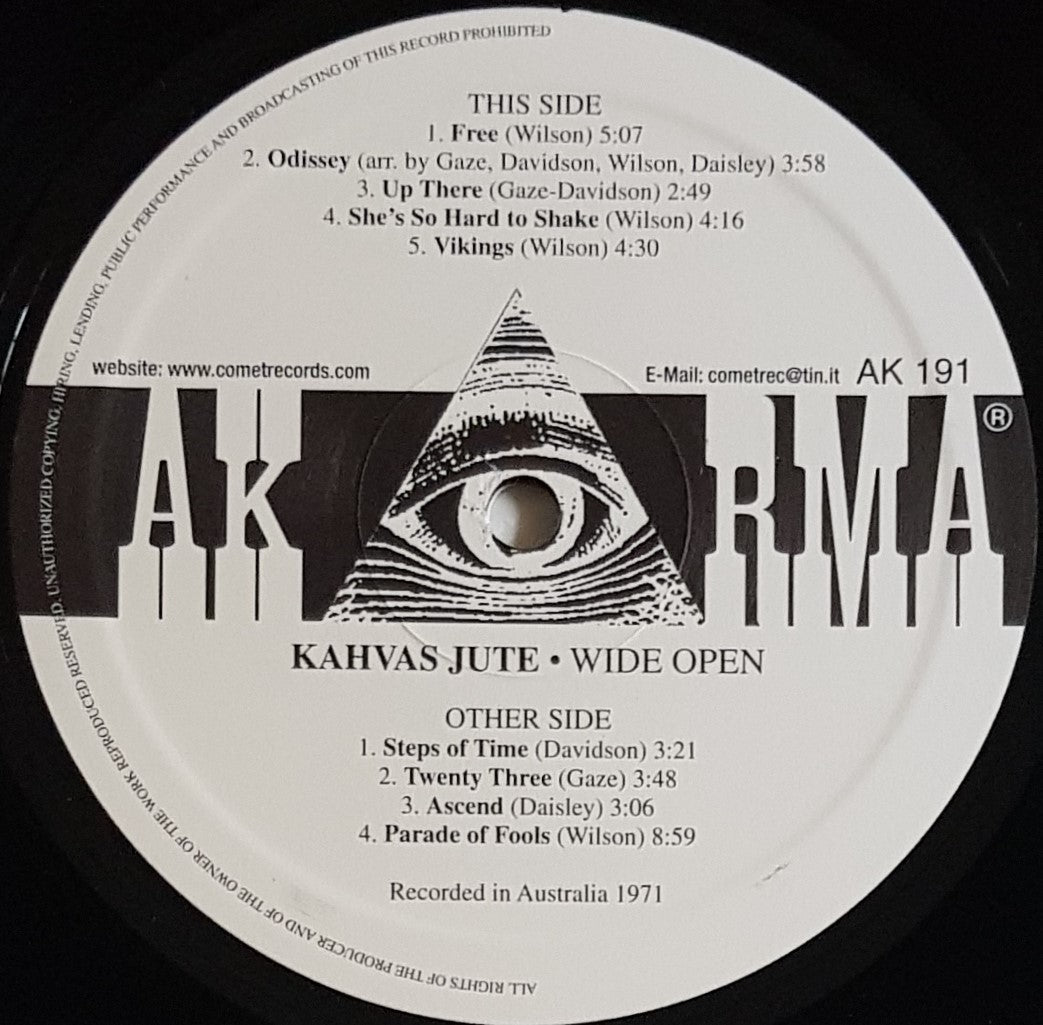 THIS SIDE
1. Free (Wilson) 5:07
2. Odissey (arr. by Gaze, Davidson, Wilson, Daisley) 3:58
3. Up There (Gaze-Davidson) 2:49
4. She's So Hard to Shake (Wilson) 4:16
5. Vikings (Wilson) 4:30
website: www.cometrecords.com
E-Mail: cometrec@tin.it AK 191
AK RMA ®
KAHVAS JUTE • WIDE OPEN
OTHER SIDE
1. Steps of Time (Davidson) 3:21
2. Twenty Three (Gaze) 3:48
3. Ascend (Daisley) 3:06
4. Parade of Fools (Wilson) 8:59
Recorded in Australia 1971
ALL RIGHTS OF THE PRODUCER AND OF THE OWNER OF THE WORK REPRODUCED RESERVED. UNAUTHORIZED COPYING, HIRING, LENDING, PUBLIC PERFORMANCE AND BROADCASTING OF THIS RECORD PROHIBITED